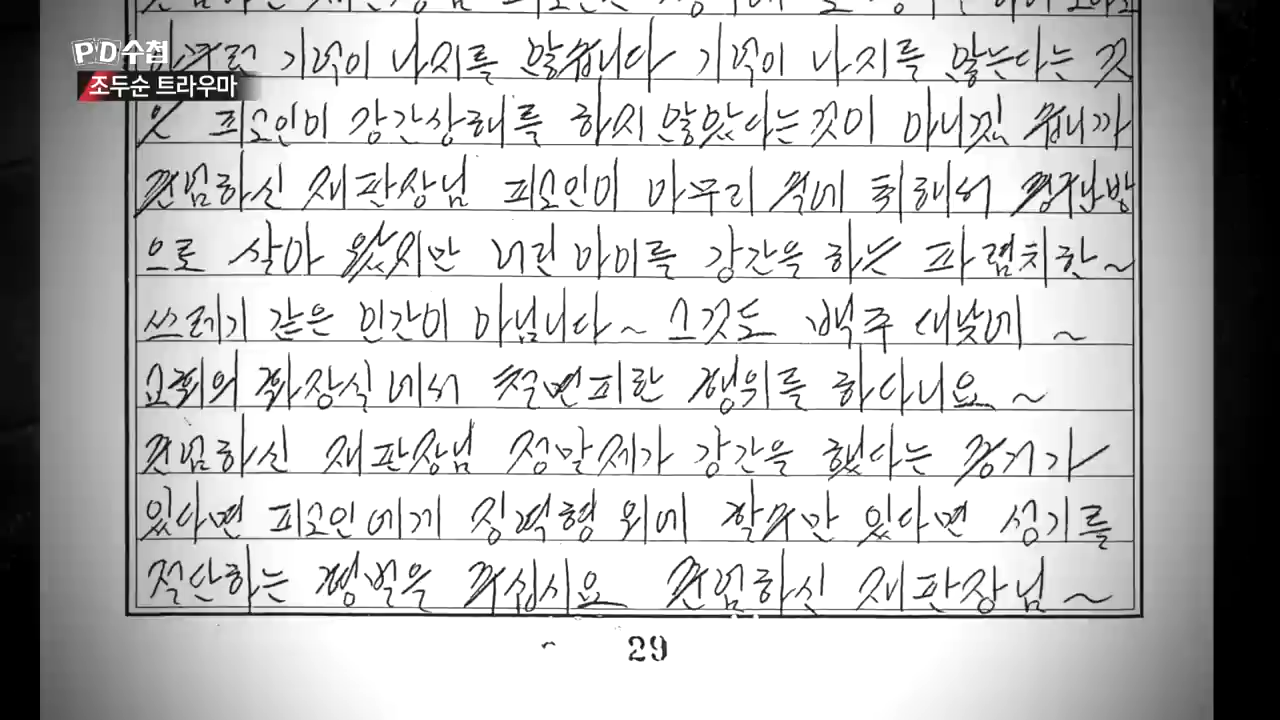 PD수첩
조두순 트라우마
기억이 나지를 않습니다 기억이 나지를 않는다는 것
은 피고인이 강간상해를 하지 않았다는것이 아니겠 습니까
존엄하신 재판장님 피고인이 아무리 술에 취해서 엉망
으로 살아 왔지만 어린 아이를 강간을 하는 파렴치한~
쓰레기 같은 인간이 아닙니다~ 그것도 백주 대낮에 ~
교회의 화장실에서 철면피한 행위를 하다니요 ~
존엄하신 재판장님 정말제가 강간을 했다는 증거가
있다면 피고인에게 징역형 위에 할수만 있다면 성기를
절단하는 형벌을 주십시요 존엄하신 재판장님 ~
29